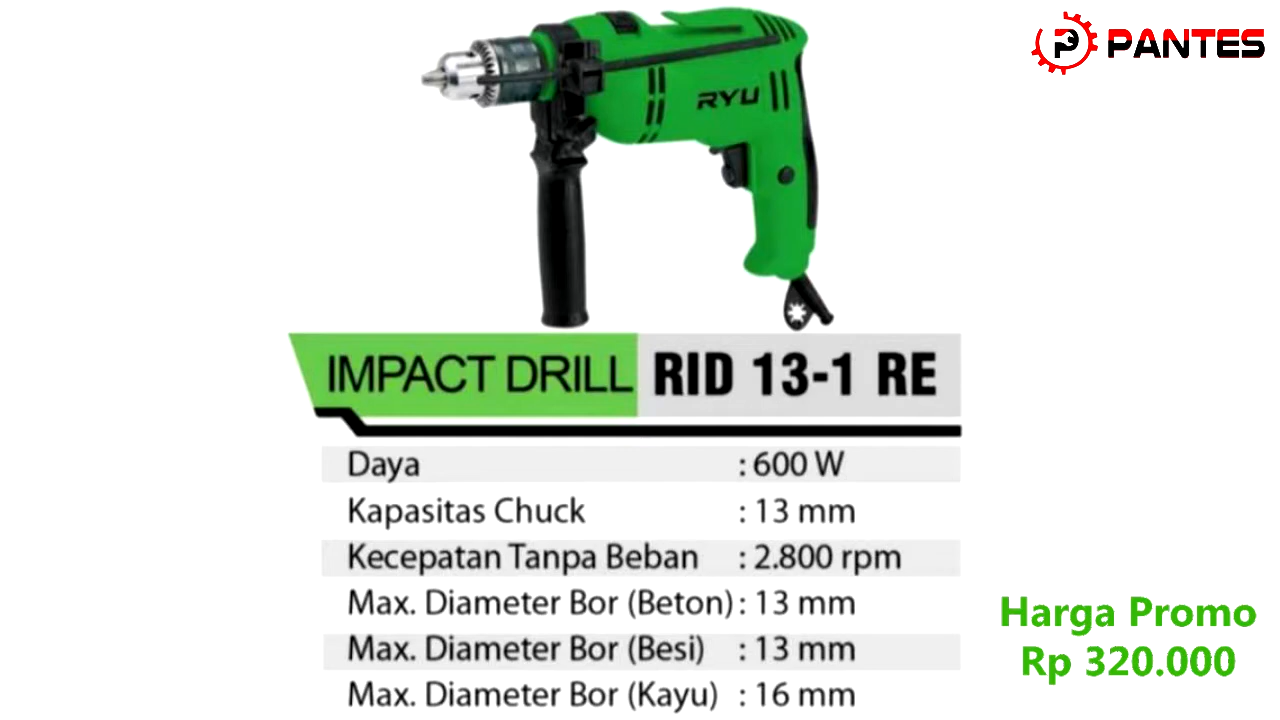 PANTES
RYU
IMPACT DRILL RID 13-1 RE
Daya : 600 W
Kapasitas Chuck : 13 mm
Kecepatan Tanpa Beban : 2.800 rpm
Max. Diameter Bor (Beton) : 13 mm
Max. Diameter Bor (Besi) : 13 mm
Max. Diameter Bor (Kayu) : 16 mm
Harga Promo
Rp 320.000